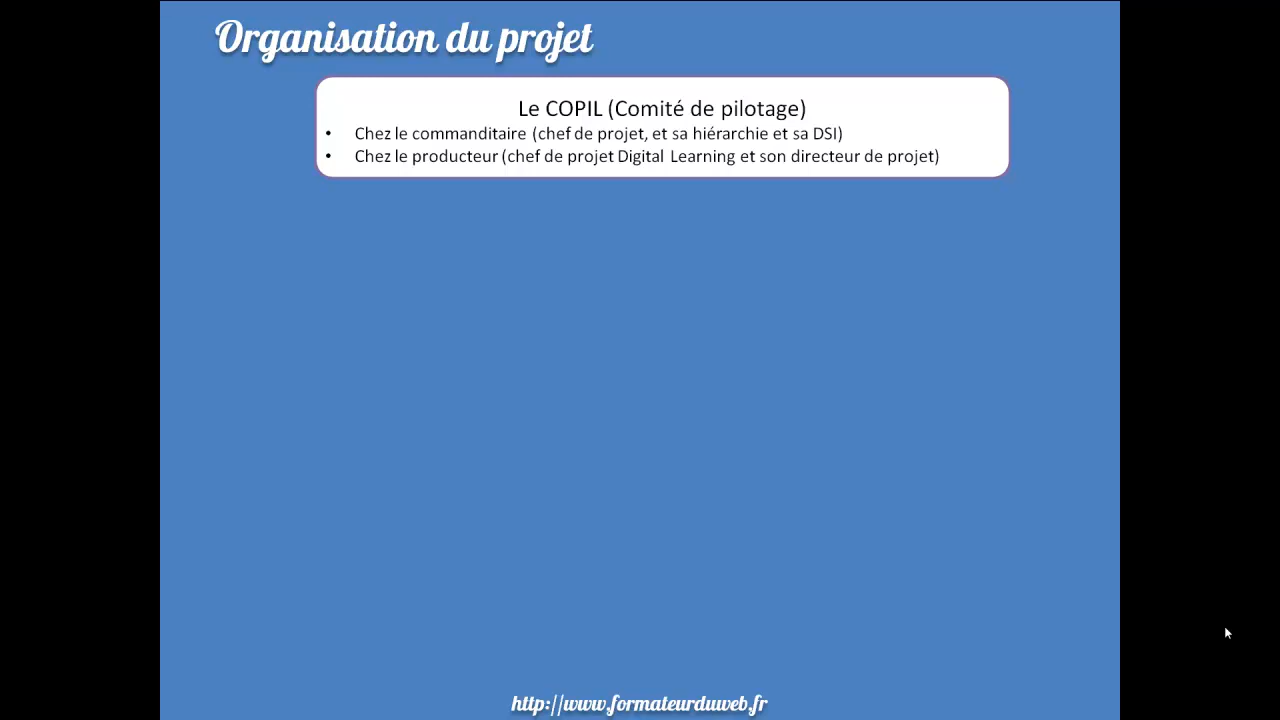 Organisation du projet
Le COPIL (Comité de pilotage)
• Chez le commanditaire (chef de projet, et sa hiérarchie et sa DSI)
• Chez le producteur (chef de projet Digital Learning et son directeur de projet)
http://www.formateurduweb.fr